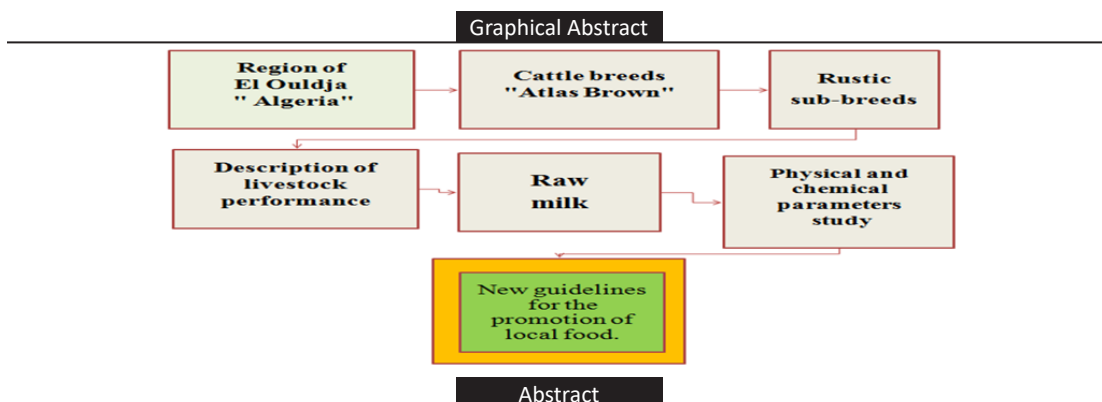 Graphical Abstract
Region of
El Ouldja
" Algeria"
Cattle breeds
"Atlas Brown"
Rustic
sub-breeds
Description of
livestock
performance
Raw
milk
Physical and
chemical
parameters
study
New guidelines
for the
promotion of
local food.
Abstract